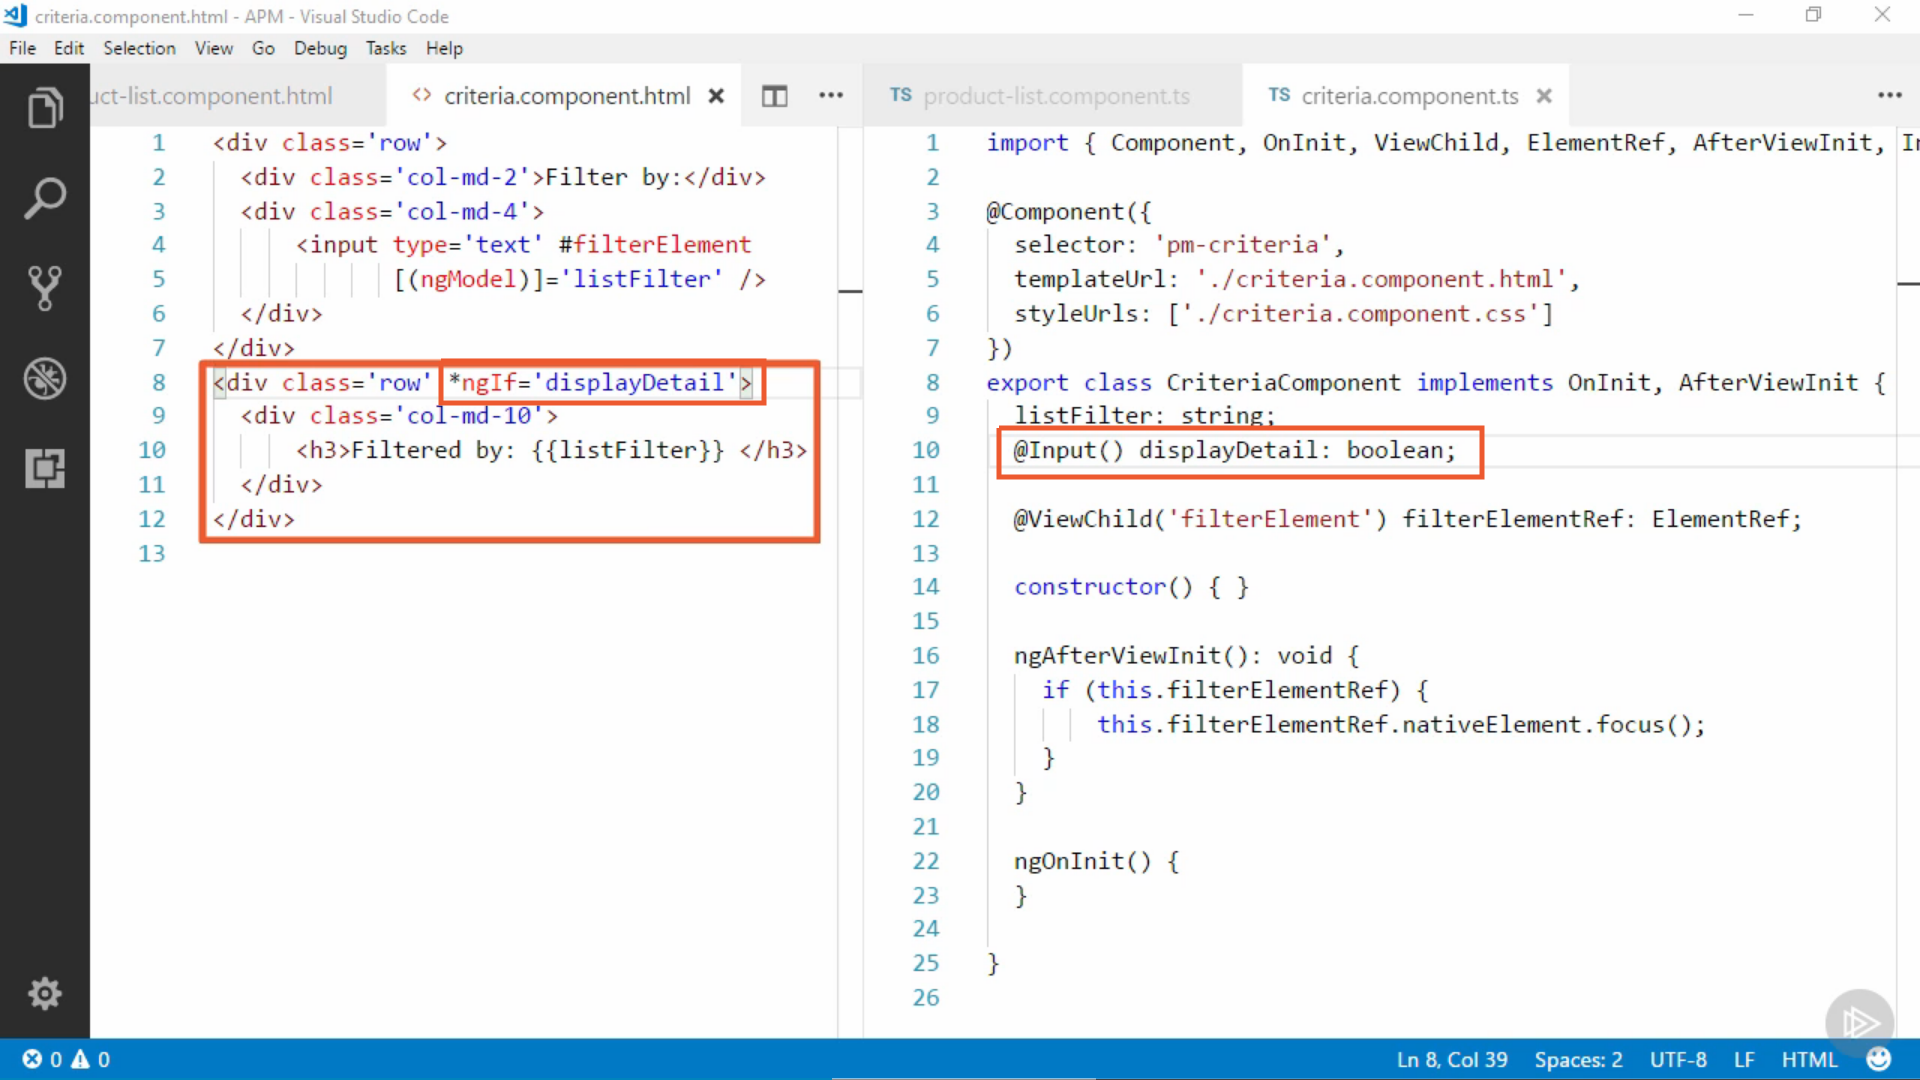 criteria.component.html - APM - Visual Studio Code
File Edit Selection View Go Debug Tasks Help
uct-list.component.html
<> criteria.component.html
1 <div class='row'>
2 <div class='col-md-2'>Filter by:</div>
3 <div class='col-md-4'>
4 <input type='text' #filterElement
5 [(ngModel)]='listFilter' />
6 </div>
7 </div>
8 <div class='row' *ngIf='displayDetail'>
9 <div class='col-md-10'>
10 <h3>Filtered by: {{listFilter}} </h3>
11 </div>
12 </div>
13
TS product-list.component.ts
TS criteria.component.ts
1 import { Component, OnInit, ViewChild, ElementRef, AfterViewInit, In
2
3 @Component({
4 selector: 'pm-criteria',
5 templateUrl: './criteria.component.html',
6 styleUrls: ['./criteria.component.css']
7 })
8 export class CriteriaComponent implements OnInit, AfterViewInit {
9 listFilter: string;
10 @Input() displayDetail: boolean;
11
12 @ViewChild('filterElement') filterElementRef: ElementRef;
13
14 constructor() { }
15
16 ngAfterViewInit(): void {
17 if (this.filterElementRef) {
18 this.filterElementRef.nativeElement.focus();
19 }
20 }
21
22 ngOnInit() {
23 }
24
25 }
26
0 0
Ln 8, Col 39 Spaces: 2 UTF-8 LF HTML